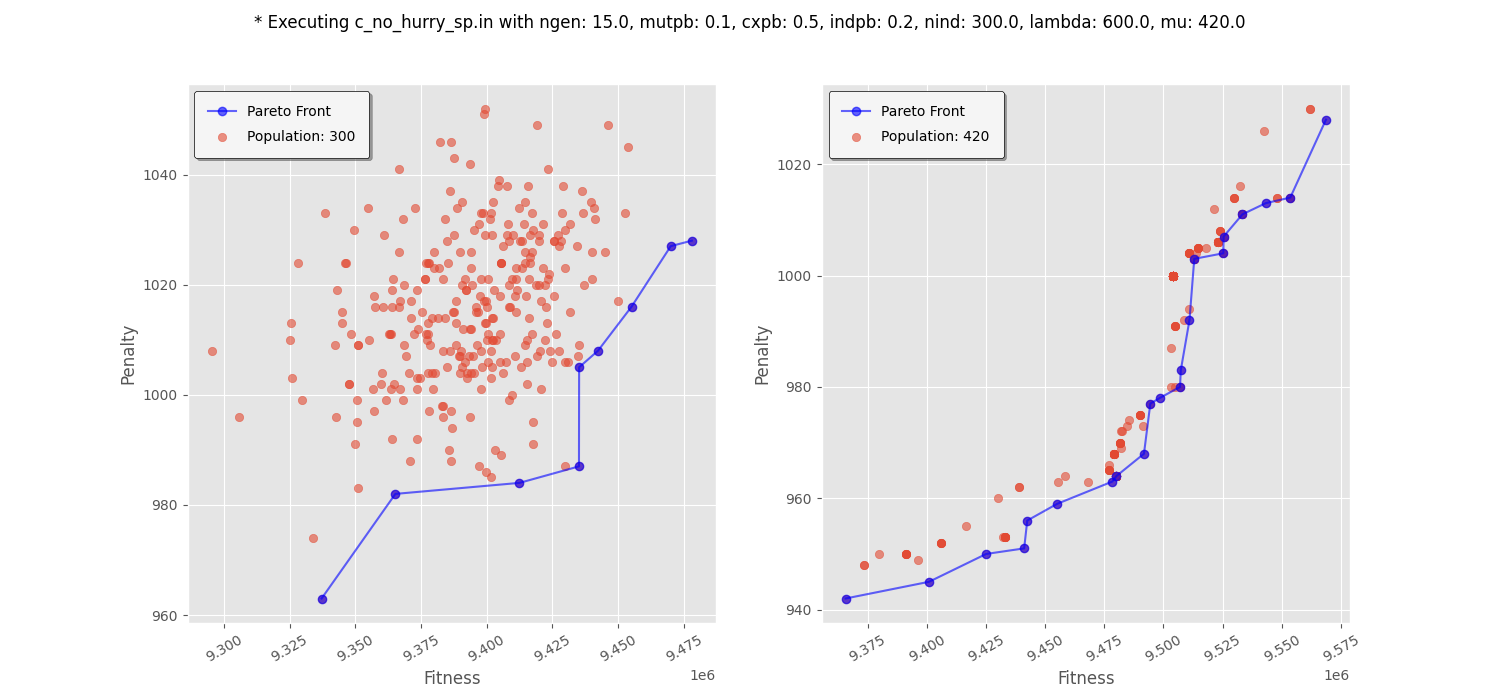 * Executing c_no_hurry_sp.in with ngen: 15.0, mutpb: 0.1, cxpb: 0.5, indpb: 0.2, nind: 300.0, lambda: 600.0, mu: 420.0
Pareto Front
Population: 300
Penalty
1040
1020
1000
980
960
9.300
9.325
9.350
9.375
9.400
9.425
9.450
9.475
Fitness
1e6
Pareto Front
Population: 420
Penalty
1020
1000
980
960
940
9.375
9.400
9.425
9.450
9.475
9.500
9.525
9.550
9.575
Fitness
1e6